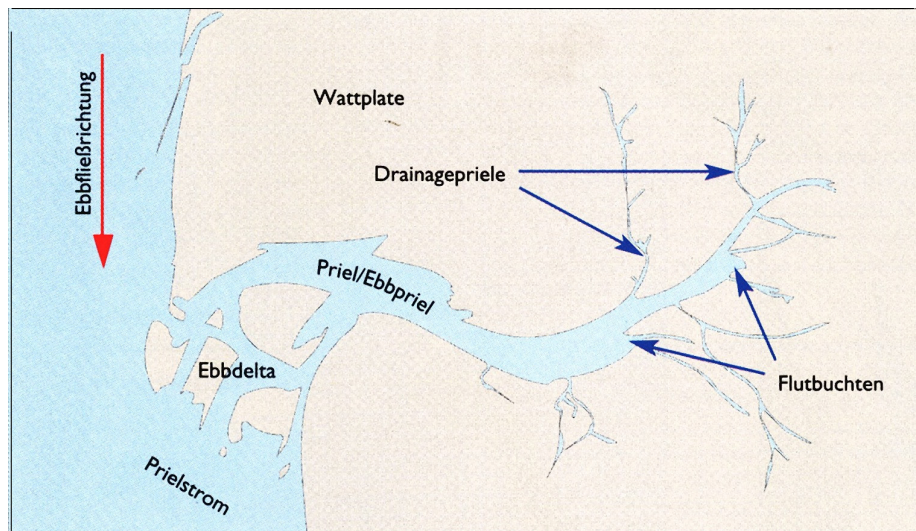 Ebbfließrichtung
Wattplate
Drainagepriele
Priel/Ebbpriel
Ebbdelta
Flutbuchten
Prielstrom